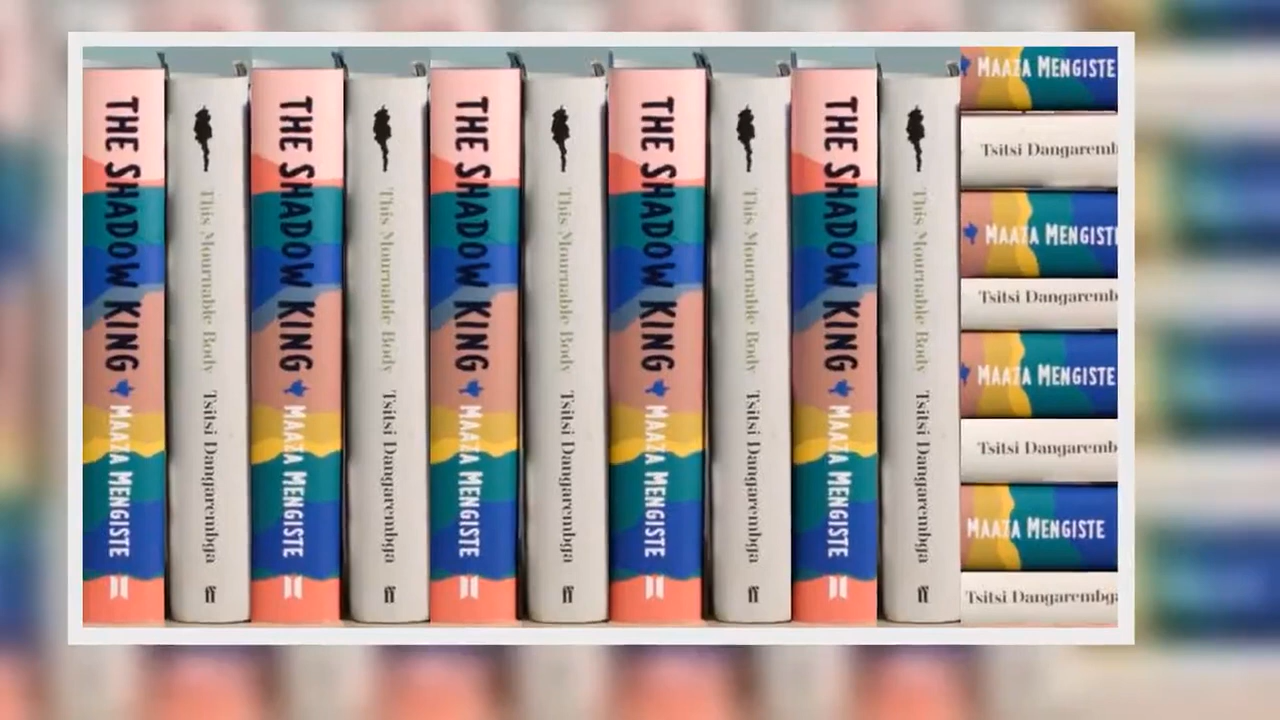 THE SHADOW KING MAAZA MENGISTE
This Mournable Body Tsitsi Dangarembga ff
THE SHADOW KING MAAZA MENGISTE
This Mournable Body Tsitsi Dangarembga ff
THE SHADOW KING MAAZA MENGISTE
This Mournable Body Tsitsi Dangarembga ff
THE SHADOW KING MAAZA MENGISTE
This Mournable Body Tsitsi Dangarembga ff
THE SHADOW KING MAAZA MENGISTE
This Mournable Body Tsitsi Dangarembga ff
MAAZA MENGISTE
Tsitsi Dangaremb
MAAZA MENGISTE
Tsitsi Dangaremb
MAAZA MENGISTE
Tsitsi Dangaremb
MAAZA MENGISTE
Tsitsi Dangarembga